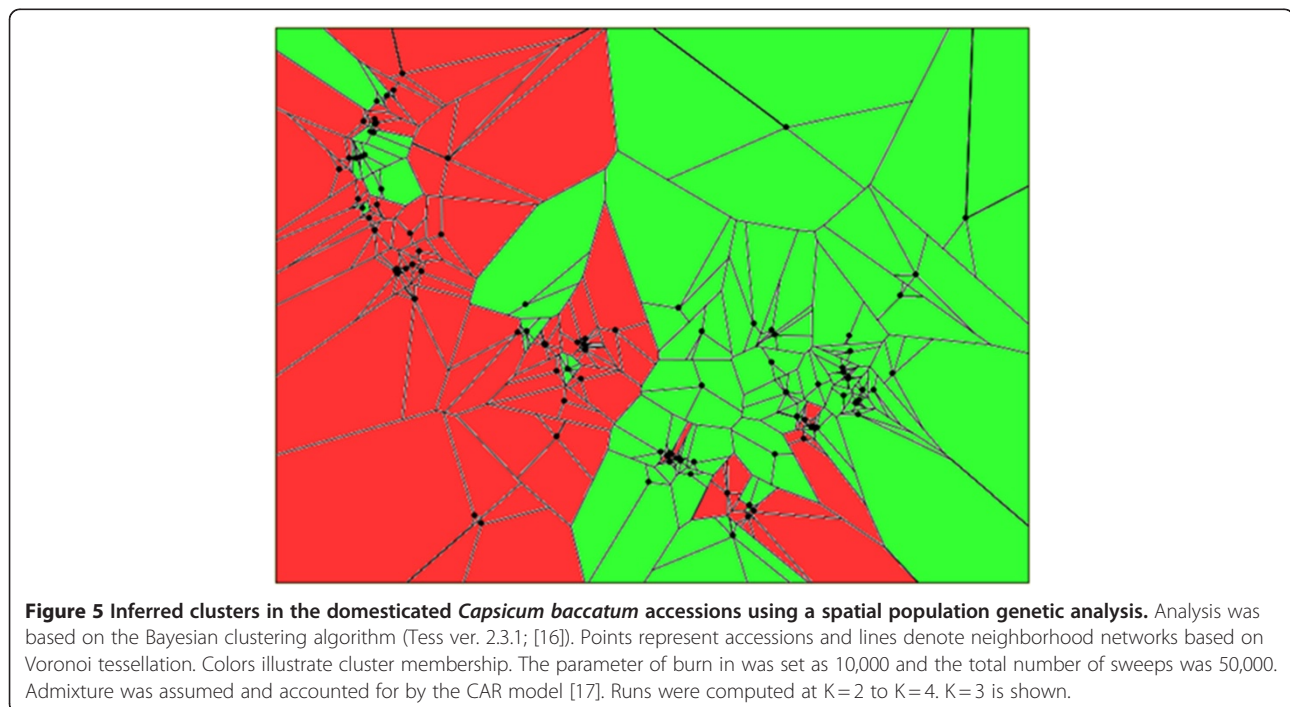 Figure 5 Inferred clusters in the domesticated Capsicum baccatum accessions using a spatial population genetic analysis. Analysis was
based on the Bayesian clustering algorithm (Tess ver. 2.3.1; [16]). Points represent accessions and lines denote neighborhood networks based on
Voronoi tessellation. Colors illustrate cluster membership. The parameter of burn in was set as 10,000 and the total number of sweeps was 50,000.
Admixture was assumed and accounted for by the CAR model [17]. Runs were computed at K = 2 to K = 4. K = 3 is shown.